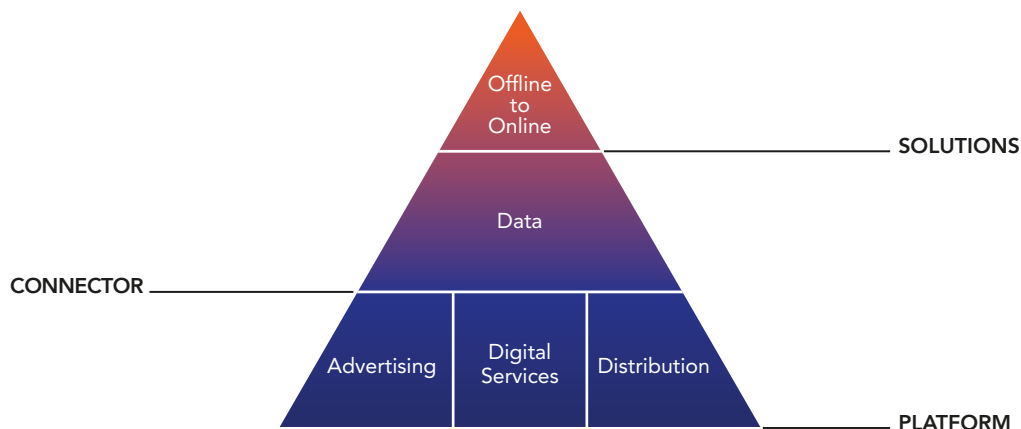 Offline
to
Online
SOLUTIONS
Data
CONNECTOR
Advertising
Digital
Services
Distribution
PLATFORM